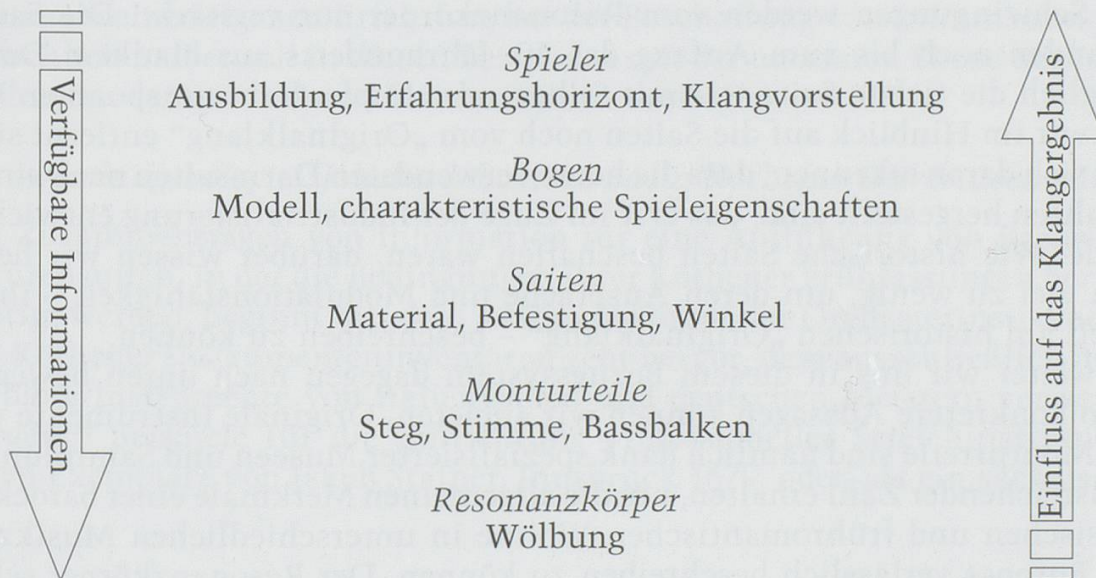 Verfügbare Informationen
Spieler
Ausbildung, Erfahrungshorizont, Klangvorstellung
Bogen
Modell, charakteristische Spieleigenschaften
Saiten
Material, Befestigung, Winkel
Monturteile
Steg, Stimme, Bassbalken
Resonanzkörper
Wölbung
Einfluss auf das Klangergebnis